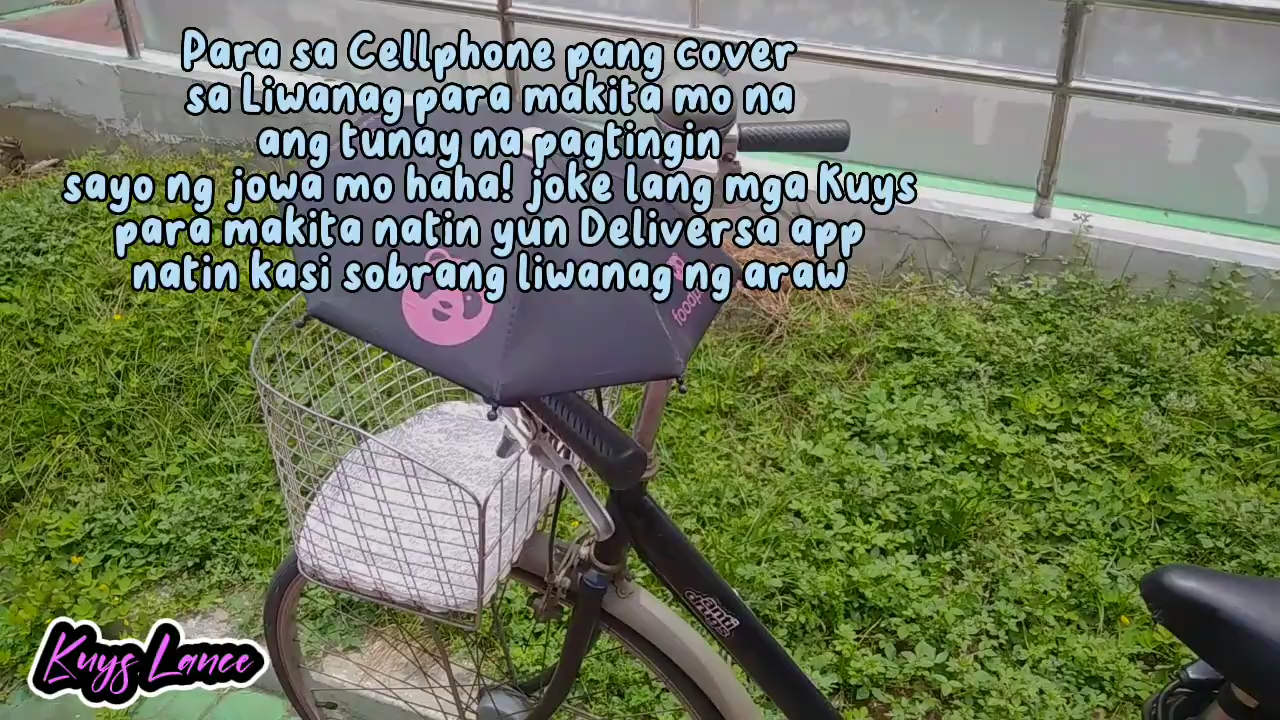 Para sa Cellphone pang cover
sa Liwanag para makita mo na
ang tunay na pagtingin
sayo ng jowa mo haha! joke lang mga Kuys
para makita natin yun Deliversa app
natin kasi sobrang liwanag ng araw
Kuys Lance